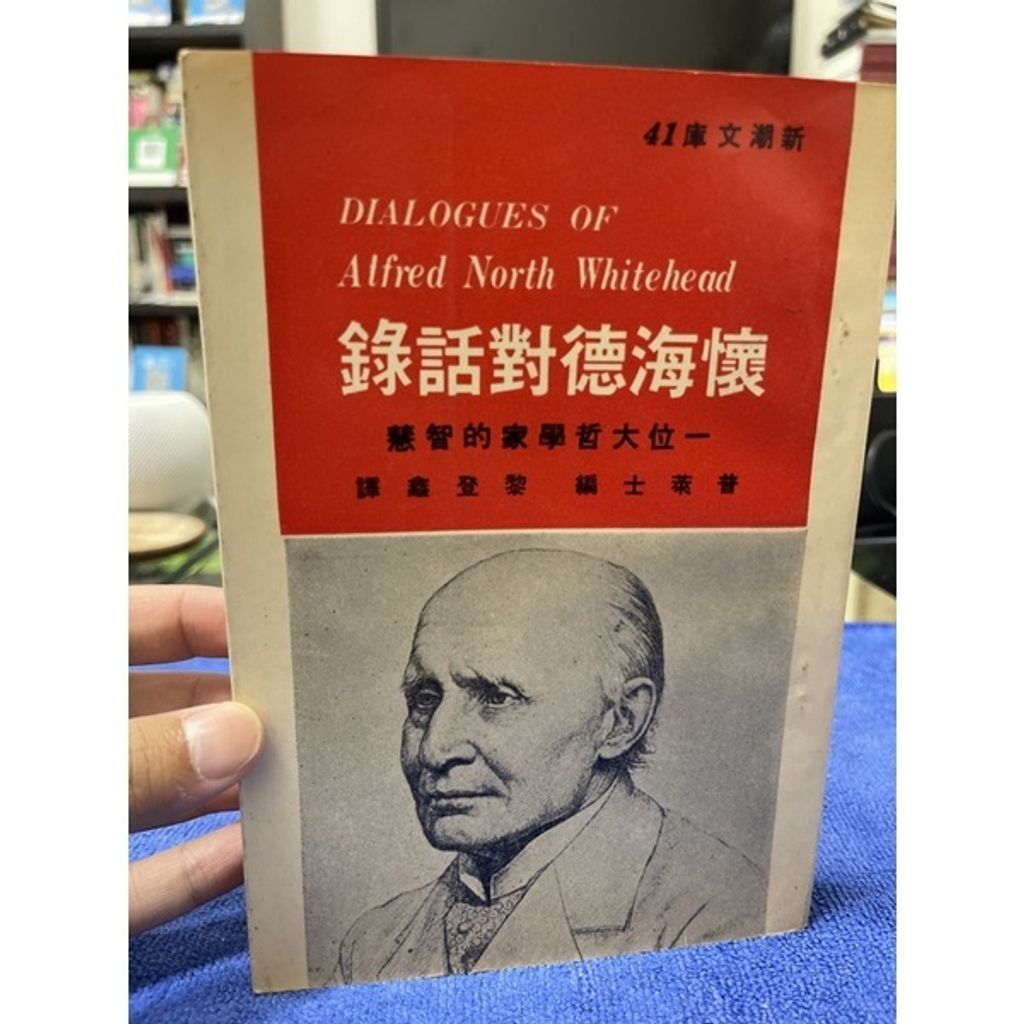 新潮文庫41
DIALOGUES OF
Alfred North Whitehead
懷海德對話錄
一位大哲學家的智慧
普萊士編 黎登鑫譯